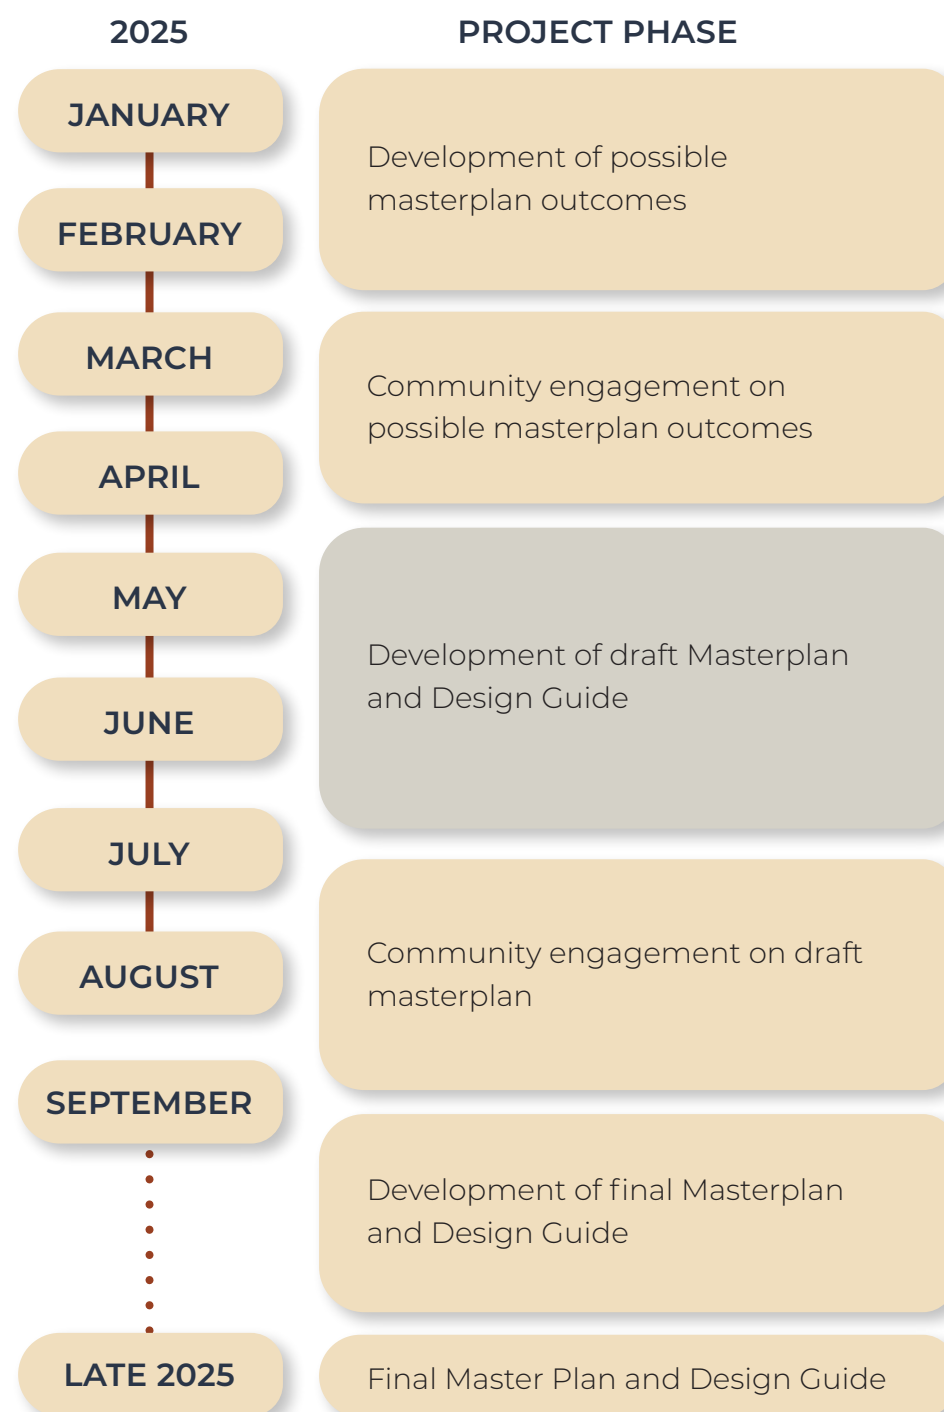 2025
PROJECT PHASE
JANUARY
FEBRUARY
Development of possible
masterplan outcomes
MARCH
APRIL
Community engagement on
possible masterplan outcomes
MAY
JUNE
Development of draft Masterplan
and Design Guide
JULY
AUGUST
SEPTEMBER
Community engagement on draft
masterplan
Development of final Masterplan
and Design Guide
LATE 2025
Final Master Plan and Design Guide